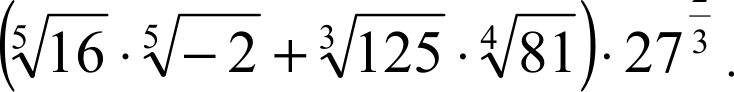 (⁵√16 · ⁵√−2 + ³√125 · ⁴√81) · 27^{/3} .